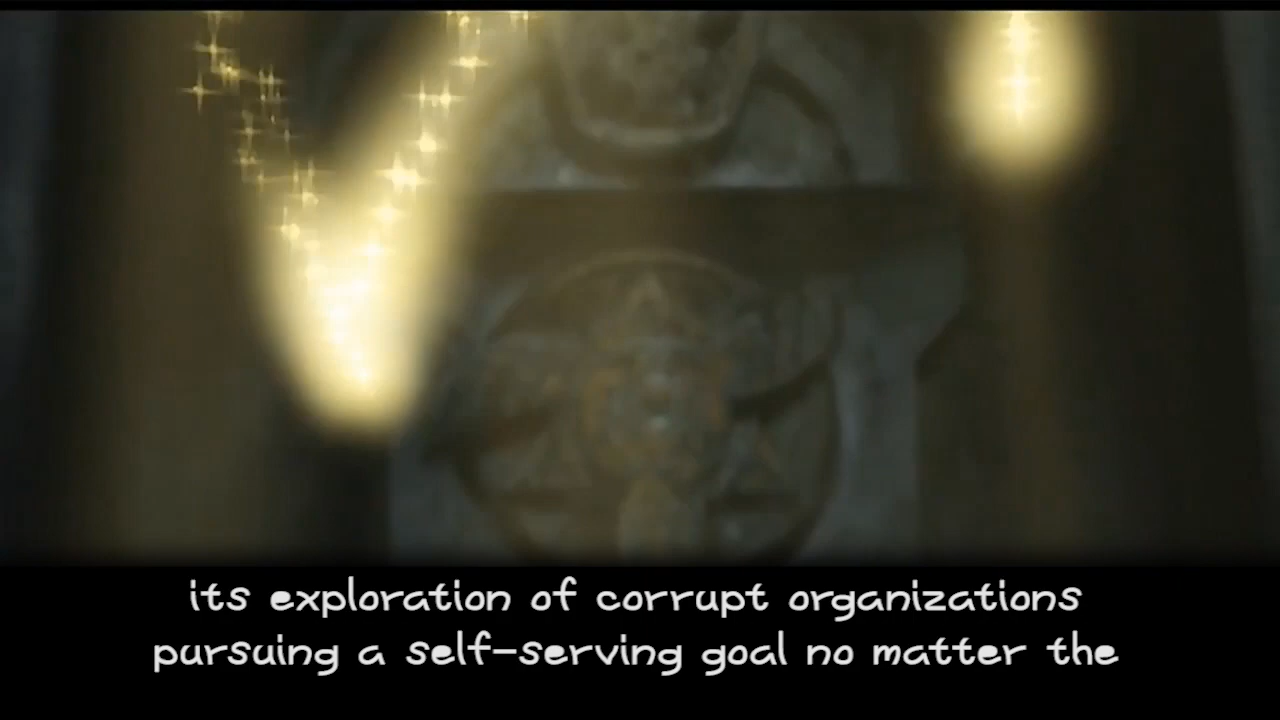 its exploration of corrupt organizations
pursuing a self-serving goal no matter the